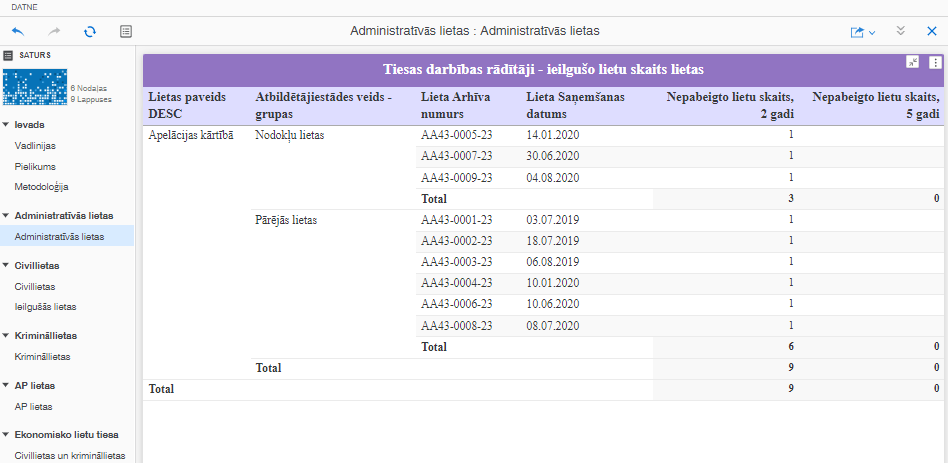 DATNE
Administratīvās lietas : Administratīvās lietas
SATURS
6 Nodaļas
9 Lappuses
Ievads
Vadlīnijas
Pielikums
Metodoloģija
Administratīvās lietas
Administratīvās lietas
Civillietas
Civillietas
Ieilgušās lietas
Krimināllietas
Krimināllietas
AP lietas
AP lietas
Ekonomisko lietu tiesa
Civillietas un krimināllietas
Tiesas darbības rādītāji - ieilgušo lietu skaits lietas
Lietas paveids DESC Atbildētājiestādes veids - grupas Lieta Arhīva numurs Lieta Saņemšanas datums Nepabeigto lietu skaits, 2 gadi Nepabeigto lietu skaits, 5 gadi
Apelācijas kārtībā Nodokļu lietas AA43-0005-23 14.01.2020 1
AA43-0007-23 30.06.2020 1
AA43-0009-23 04.08.2020 1
Total 3 0
Pārējās lietas AA43-0001-23 03.07.2019 1
AA43-0002-23 18.07.2019 1
AA43-0003-23 06.08.2019 1
AA43-0004-23 10.01.2020 1
AA43-0006-23 10.06.2020 1
AA43-0008-23 08.07.2020 1
Total 6 0
Total 9 0
Total 9 0